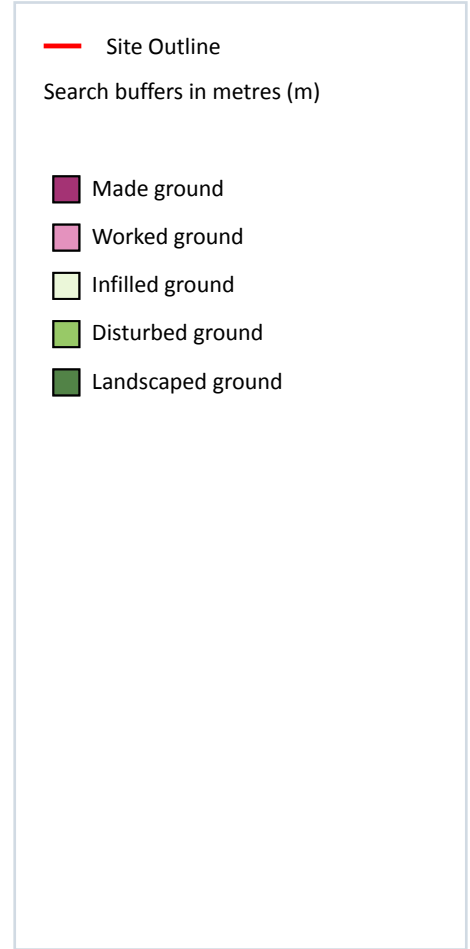 Site Outline
Search buffers in metres (m)
Made ground
Worked ground
Infilled ground
Disturbed ground
Landscaped ground